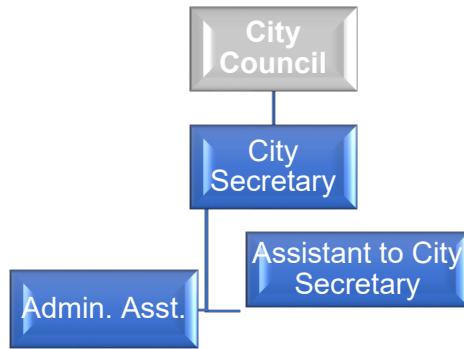 City
Council
City
Secretary
Assistant to City
Secretary
Admin. Asst.